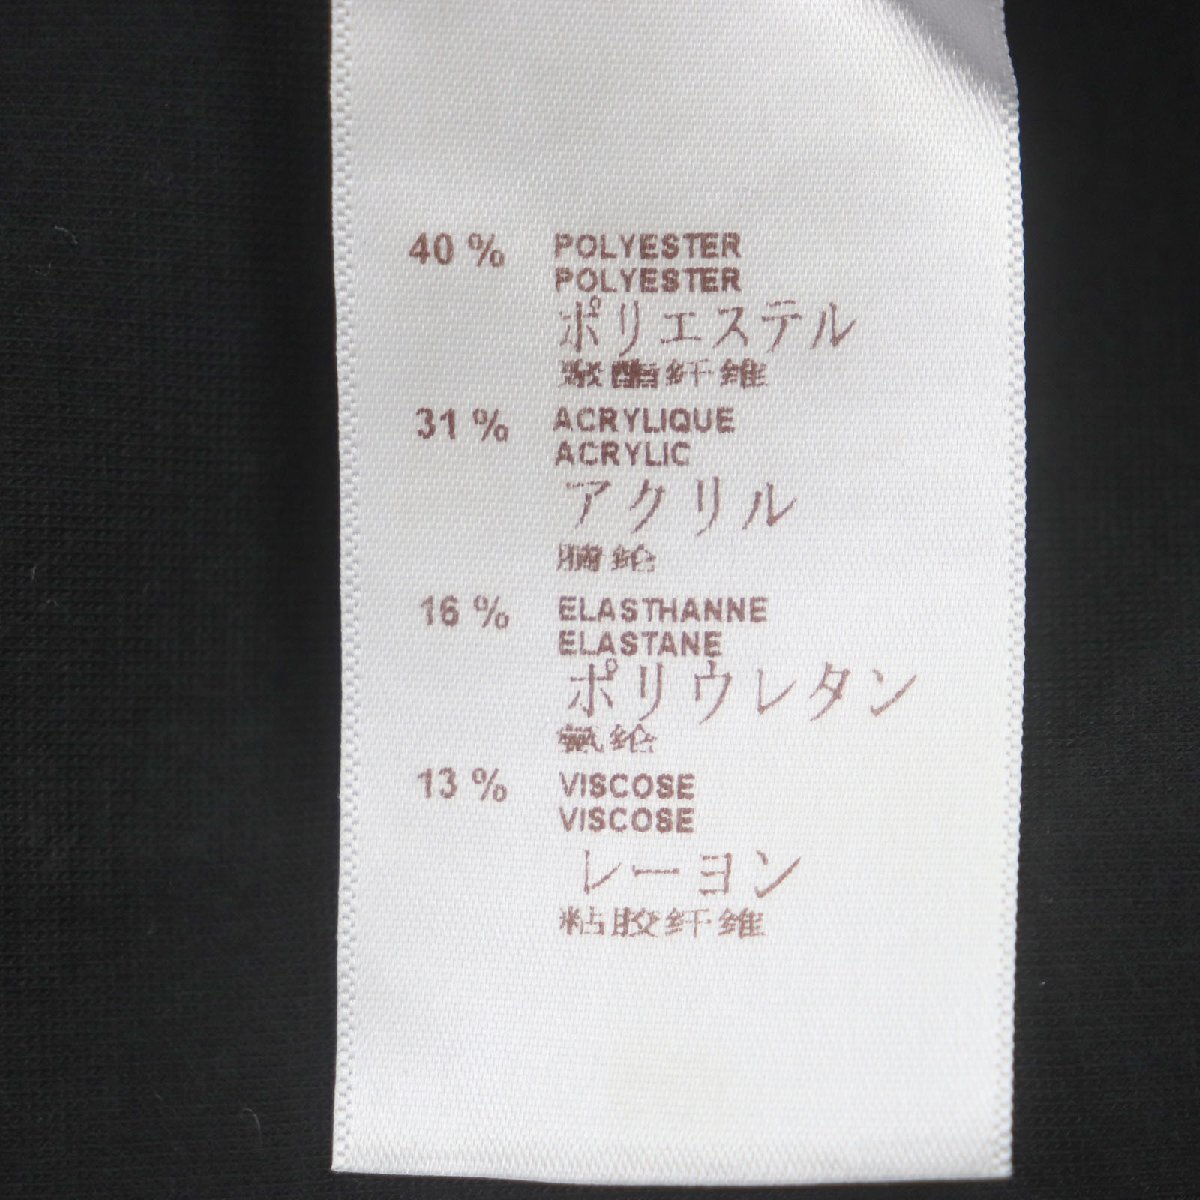 40 % POLYESTER
POLYESTER
ポリエステル
聚酯纤维
31 % ACRYLIQUE
ACRYLIC
アクリル
腈纶
16 % ELASTHANNE
ELASTANE
ポリウレタン
氨纶
13 % VISCOSE
VISCOSE
レーヨン
粘胶纤维